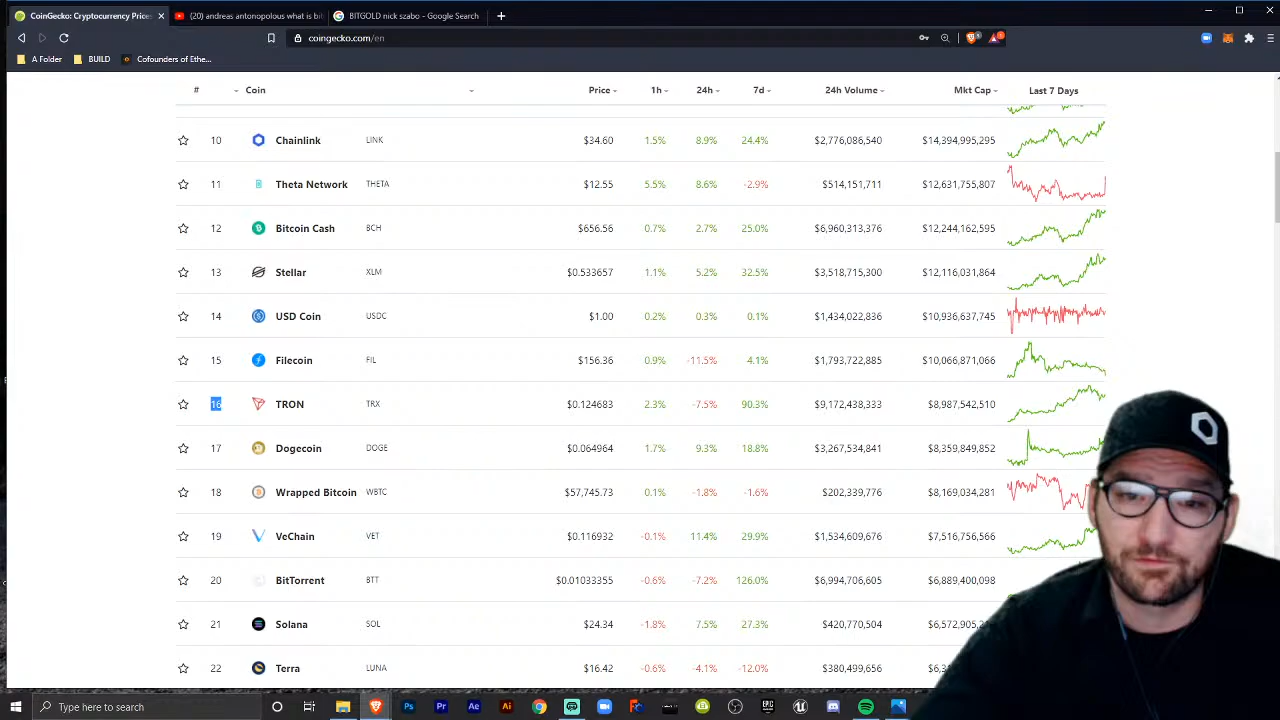 CoinGecko: Cryptocurrency Prices
(20) andreas antonopolous what is bit
BITGOLD nick szabo - Google Search
coingecko.com/en
A Folder
BUILD
Cofounders of Ethe...
# Coin Price 1h 24h 7d 24h Volume Mkt Cap Last 7 Days
10 Chainlink LINK $34.60 1.5% 8.9% 24.4% $2,776,086,540 $14,394,995,295
11 Theta Network THETA $12.55 5.5% 8.6% -2.9% $514,151,711 $12,631,755,807
12 Bitcoin Cash BCH $656.56 0.7% 2.7% 25.0% $6,960,313,376 $12,244,162,595
13 Stellar XLM $0.533657 1.1% 5.2% 32.5% $3,518,715,300 $12,116,031,864
14 USD Coin USDC $1.00 0.2% 0.3% 0.1% $1,434,022,836 $10,936,637,745
15 Filecoin FIL $156.36 0.9% -11.5% 4.1% $1,793,722,885 $10,066,871,066
16 TRON TRX $0.124683 2.3% -7.5% 90.3% $9,172,438,333 $8,987,542,510
17 Dogecoin DOGE $0.064964 1.7% 9.3% 18.8% $3,267,534,841 $8,359,849,852
18 Wrapped Bitcoin WBTC $57,745.73 0.1% -1.8% -1.6% $202,339,776 $8,169,034,281
19 VeChain VET $0.116932 -0.1% 11.4% 29.9% $1,534,609,676 $7,516,756,566
20 BitTorrent BTT $0.01033355 -0.6% -7.2% 126.0% $6,994,706,605 $6,889,400,098
21 Solana SOL $24.34 -1.8% 7.5% 27.3% $420,770,504
22 Terra LUNA $16.42 -0.6% -4.1% -12.0% $380,499,656
Type here to search